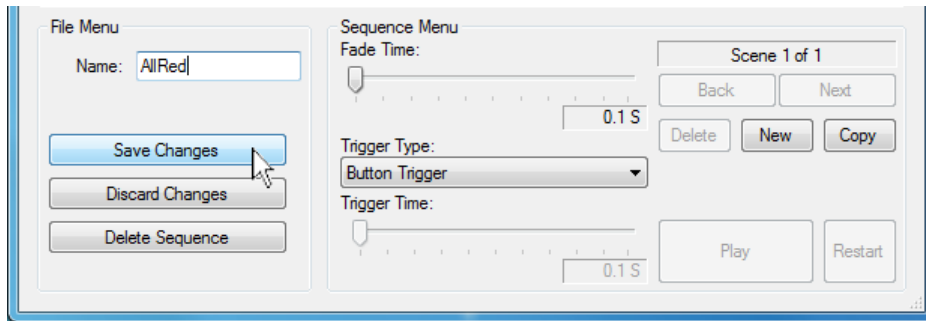 File Menu
Name: AllRed
Save Changes
Discard Changes
Delete Sequence
Sequence Menu
Fade Time:
0.1 S
Trigger Type:
Button Trigger
Trigger Time:
0.1 S
Scene 1 of 1
Back Next
Delete New Copy
Play Restart